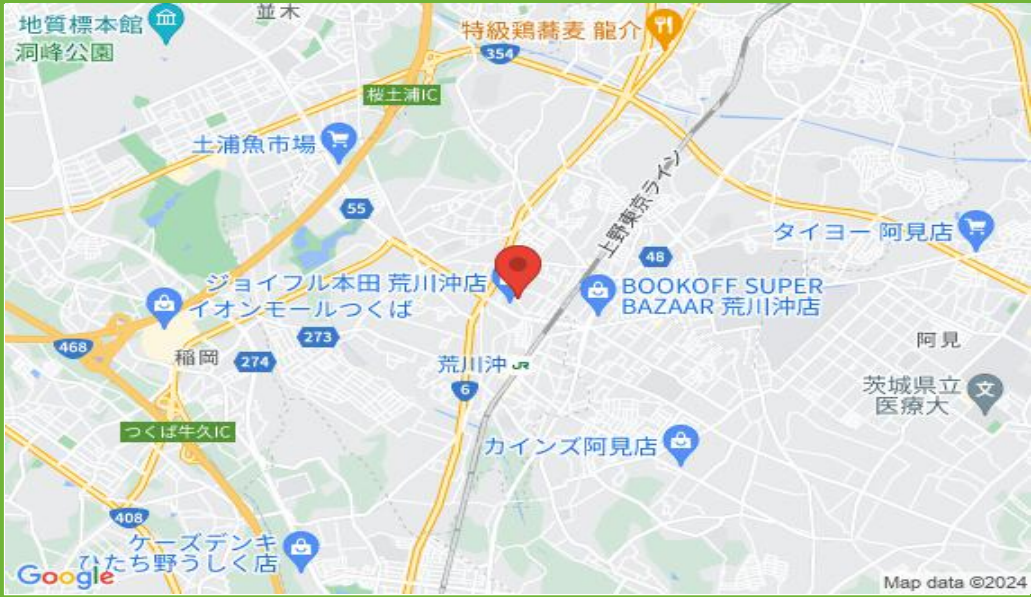 地質標本館
洞峰公園
並木
特級鶏蕎麦 龍介
354
桜土浦IC
土浦魚市場
55
上野東京ライン
48
タイヨー 阿見店
ジョイフル本田 荒川沖店
イオンモールつくば
BOOKOFF SUPER
BAZAAR 荒川沖店
468
稲岡
274
273
荒川沖 JR
6
阿見
茨城県立
医療大
つくば牛久IC
カインズ阿見店
408
ケーズデンキ
ひたち野うしく店
Google
Map data ©2024